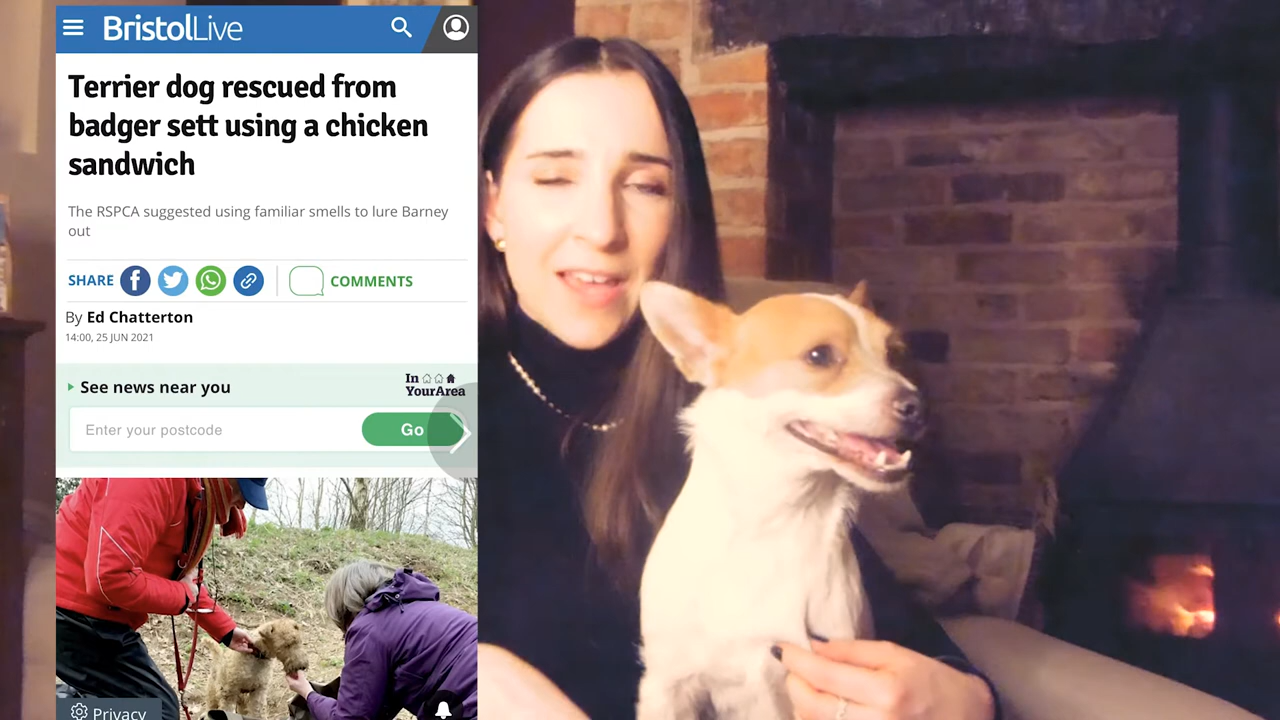 BristolLive
Terrier dog rescued from
badger sett using a chicken
sandwich
The RSPCA suggested using familiar smells to lure Barney
out
SHARE
COMMENTS
By Ed Chatterton
14:00, 25 JUN 2021
See news near you
In
YourArea
Enter your postcode
Go
Privacy